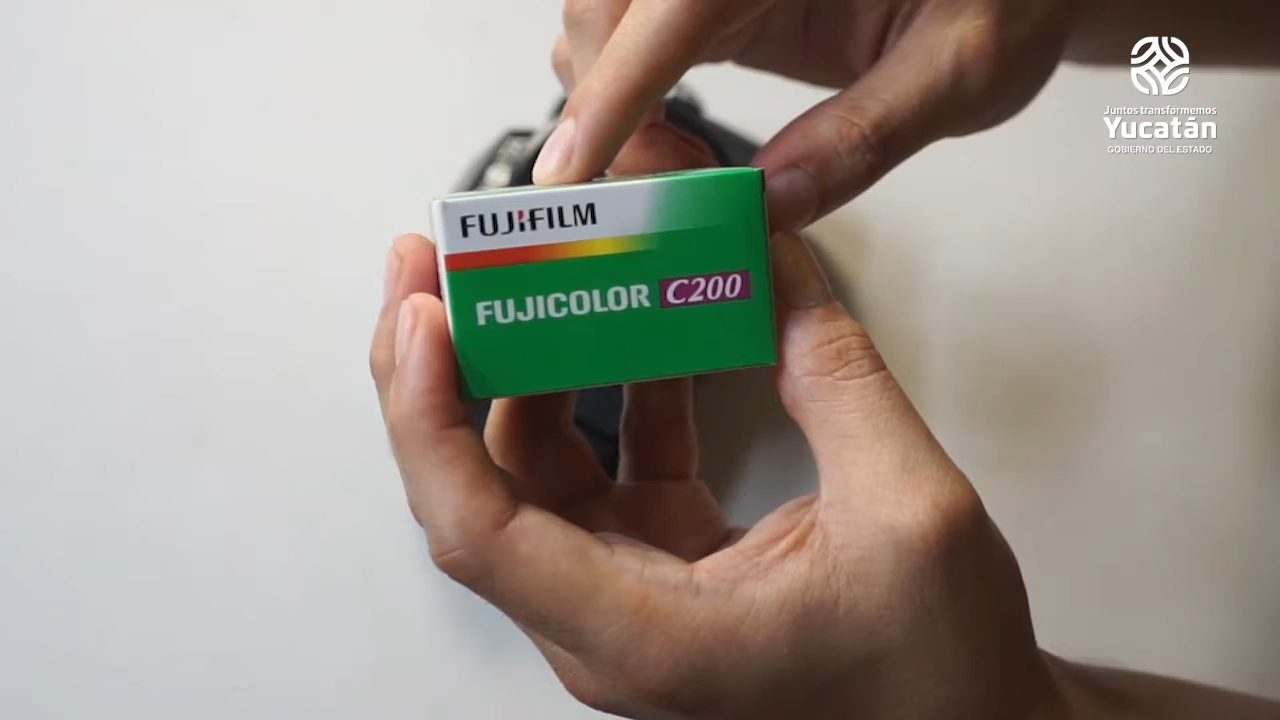 Juntos transformemos
Yucatán
GOBIERNO DEL ESTADO
FUJIFILM
FUJICOLOR C200